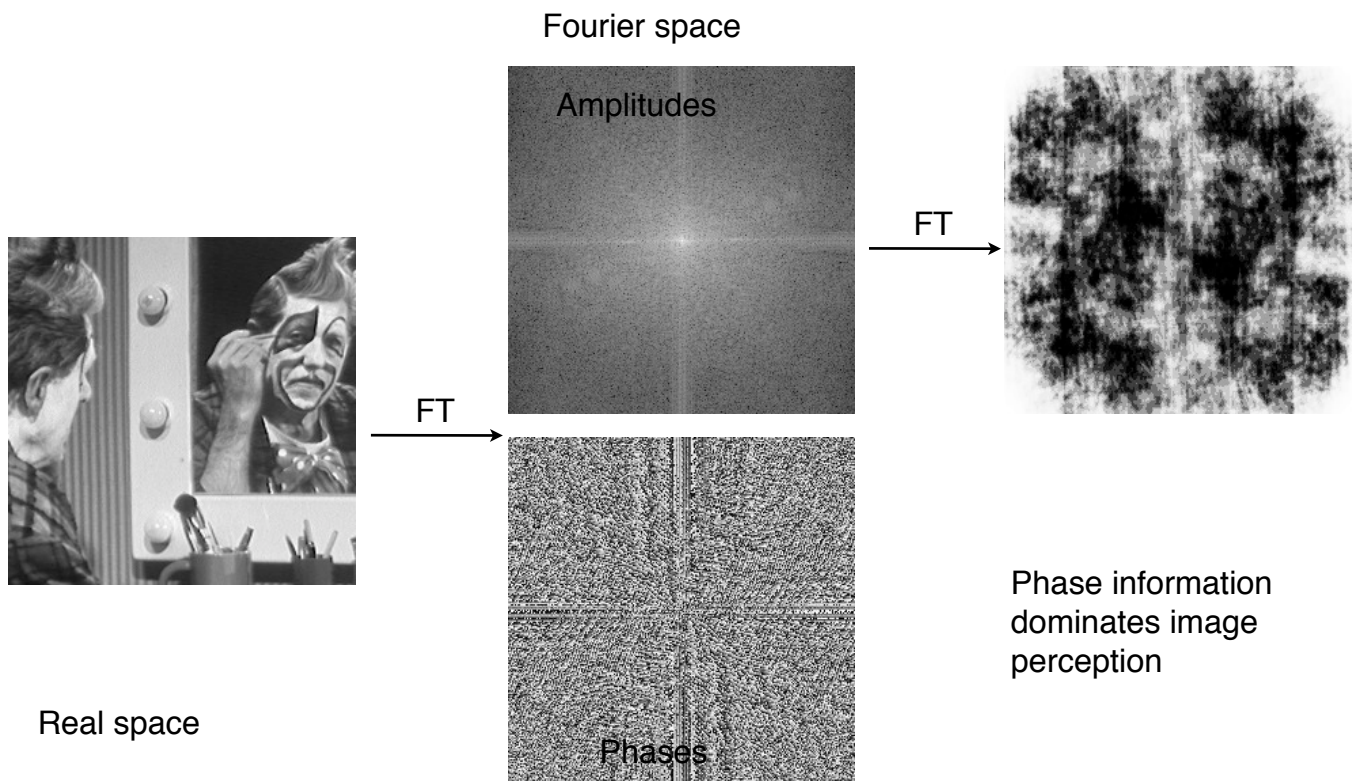 Fourier space
Amplitudes
FT
FT
Phase information
dominates image
perception
Real space
Phases